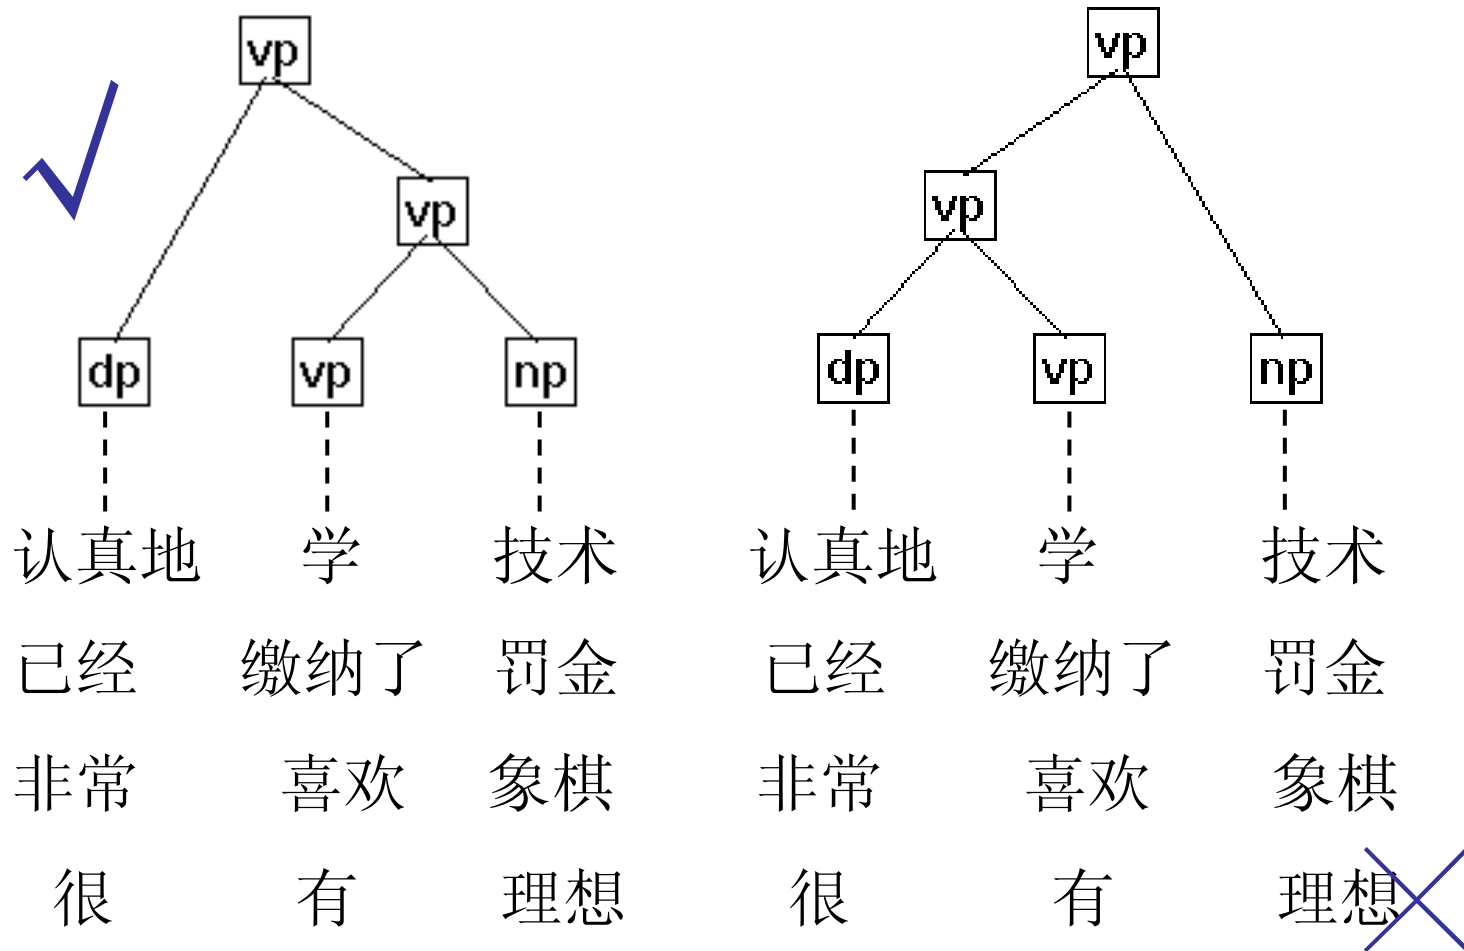 vp vp
vp vp
dp vp np dp vp np
认真地 学 技术 认真地 学 技术
已经 缴纳了 罚金 已经 缴纳了 罚金
非常 喜欢 象棋 非常 喜欢 象棋
很 有 理想 很 有 理想